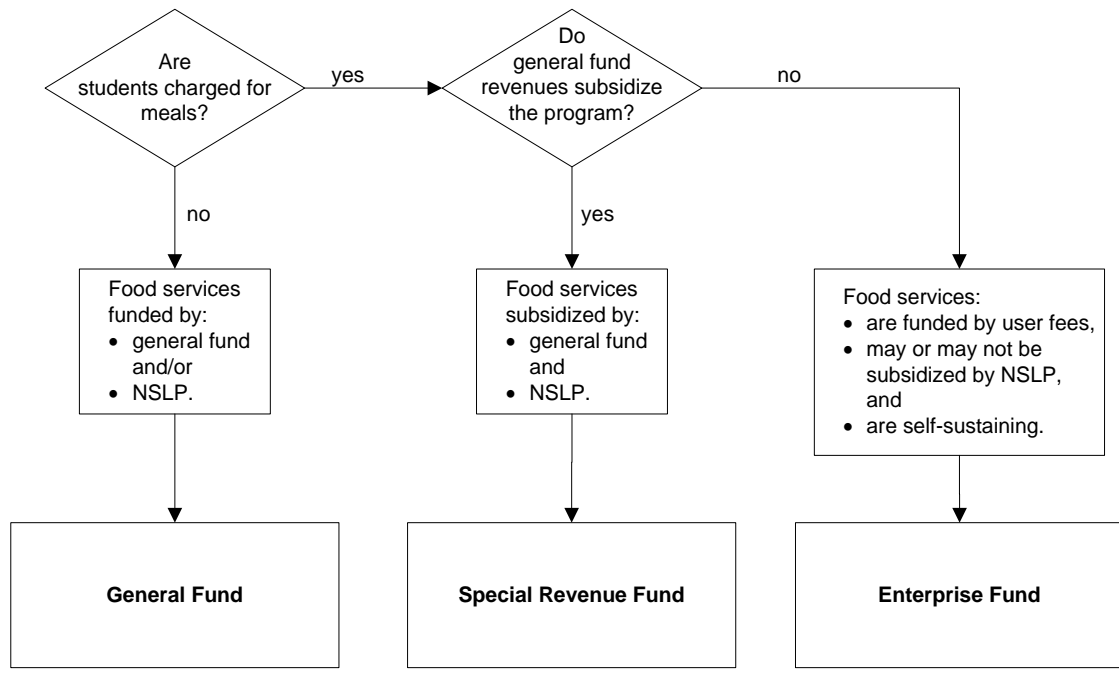 Are
students charged for
meals?
yes
Do
general fund
revenues subsidize
the program?
no
no
yes
Food services
funded by:
• general fund
and/or
• NSLP.
Food services
subsidized by:
• general fund
and
• NSLP.
Food services:
• are funded by user fees,
• may or may not be
subsidized by NSLP,
and
• are self-sustaining.
General Fund
Special Revenue Fund
Enterprise Fund